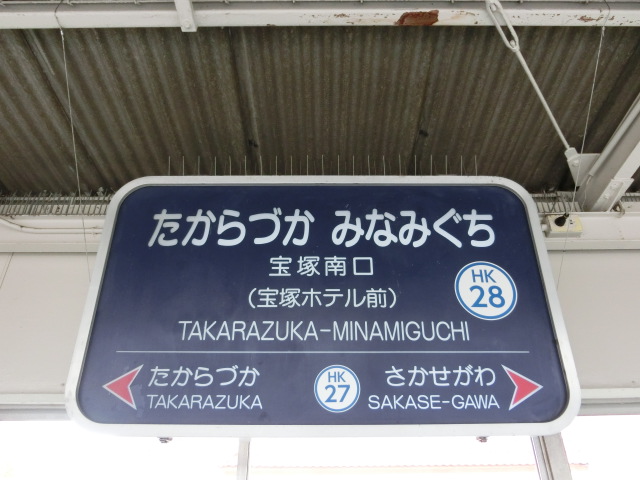 たからづか みなみぐち
宝塚南口
(宝塚ホテル前)
HK
28
TAKARAZUKA-MINAMIGUCHI
たからづか
TAKARAZUKA
HK
27
さかせがわ
SAKASE-GAWA